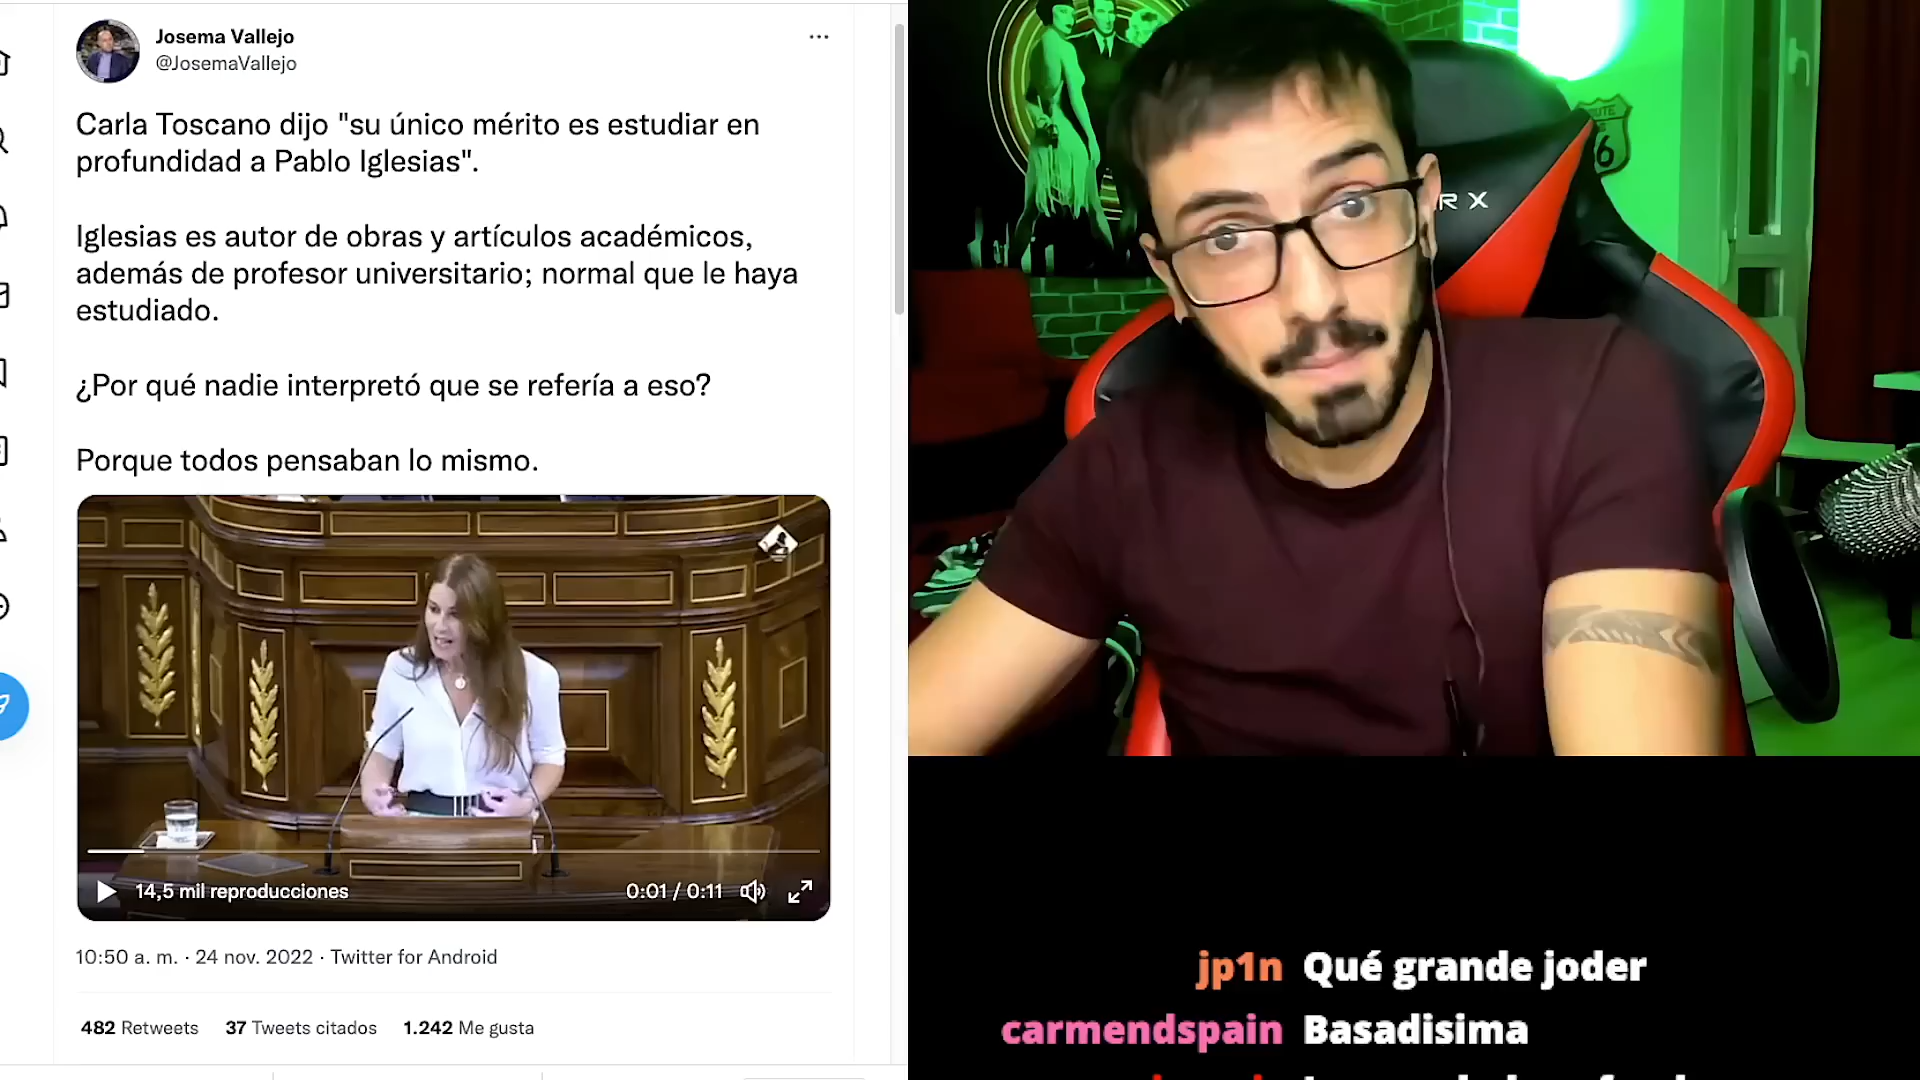 Josema Vallejo
@JosemaVallejo
Carla Toscano dijo "su único mérito es estudiar en
profundidad a Pablo Iglesias".
Iglesias es autor de obras y artículos académicos,
además de profesor universitario; normal que le haya
estudiado.
¿Por qué nadie interpretó que se refería a eso?
Porque todos pensaban lo mismo.
14,5 mil reproducciones
0:01 / 0:11
10:50 a. m. · 24 nov. 2022 · Twitter for Android
482 Retweets 37 Tweets citados 1.242 Me gusta
R X
6
jp1n Qué grande joder
carmendspain Basadisima